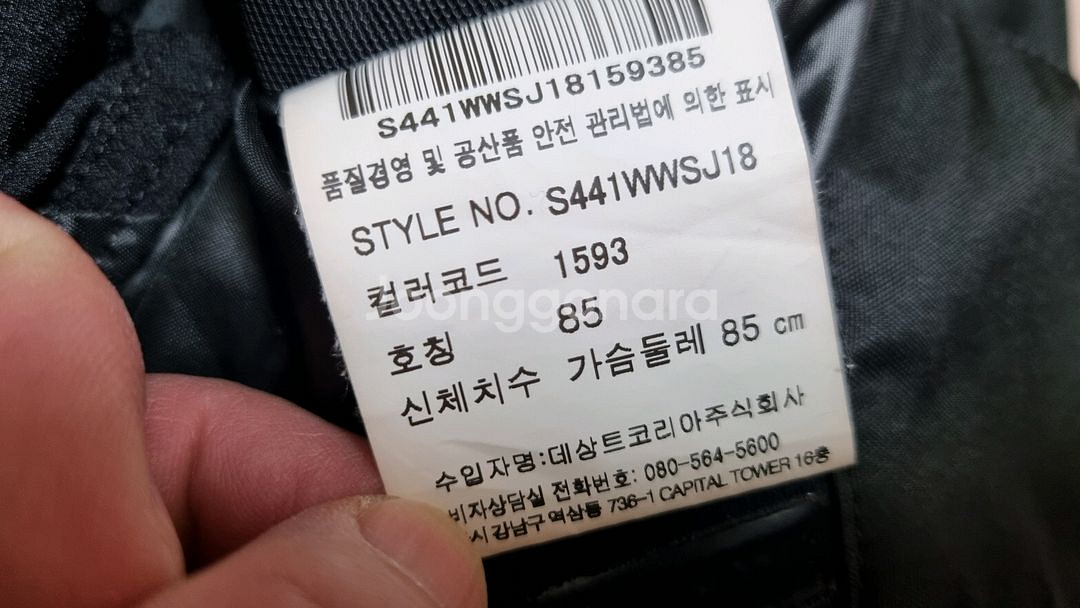 S441WWSJ18159385
품질경영 및 공산품 안전 관리법에 의한 표시
STYLE NO. S441WWSJ18
컬러코드 1593
joonggonara
호칭 85
신체치수 가슴둘레 85 cm
수입자명:데상트코리아주식회사
비자상담실 전화번호: 080-564-5600
시 강남구 역삼동 736-1 CAPITAL TOWER 16층